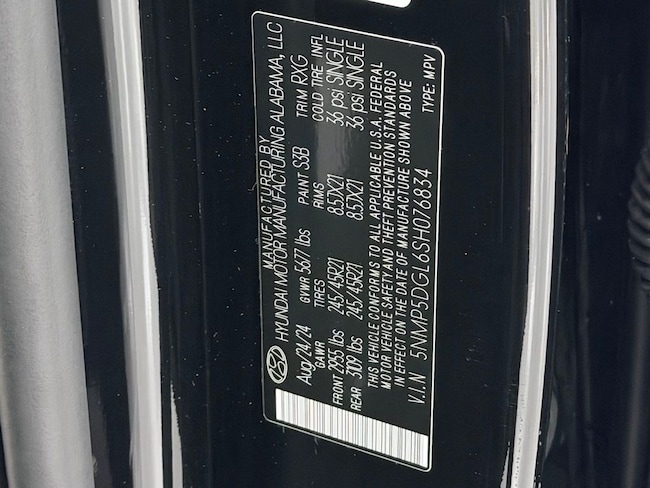 MANUFACTURED BY
HYUNDAI MOTOR MANUFACTURING ALABAMA, LLC
Aug/24/24 GVWR 5677 lbs PAINT S3B TRIM RXG
GAWR TIRES RIMS COLD TIRE INFL
FRONT 2955 lbs 245/45R21 8.5JX21 36 psi SINGLE
REAR 3109 lbs 245/45R21 8.5JX21 36 psi SINGLE
THIS VEHICLE CONFORMS TO ALL APPLICABLE U.S.A. FEDERAL
MOTOR VEHICLE SAFETY AND THEFT PREVENTION STANDARDS
IN EFFECT ON THE DATE OF MANUFACTURE SHOWN ABOVE
V.I.N 5NMP5DGL6SH076834 TYPE: MPV